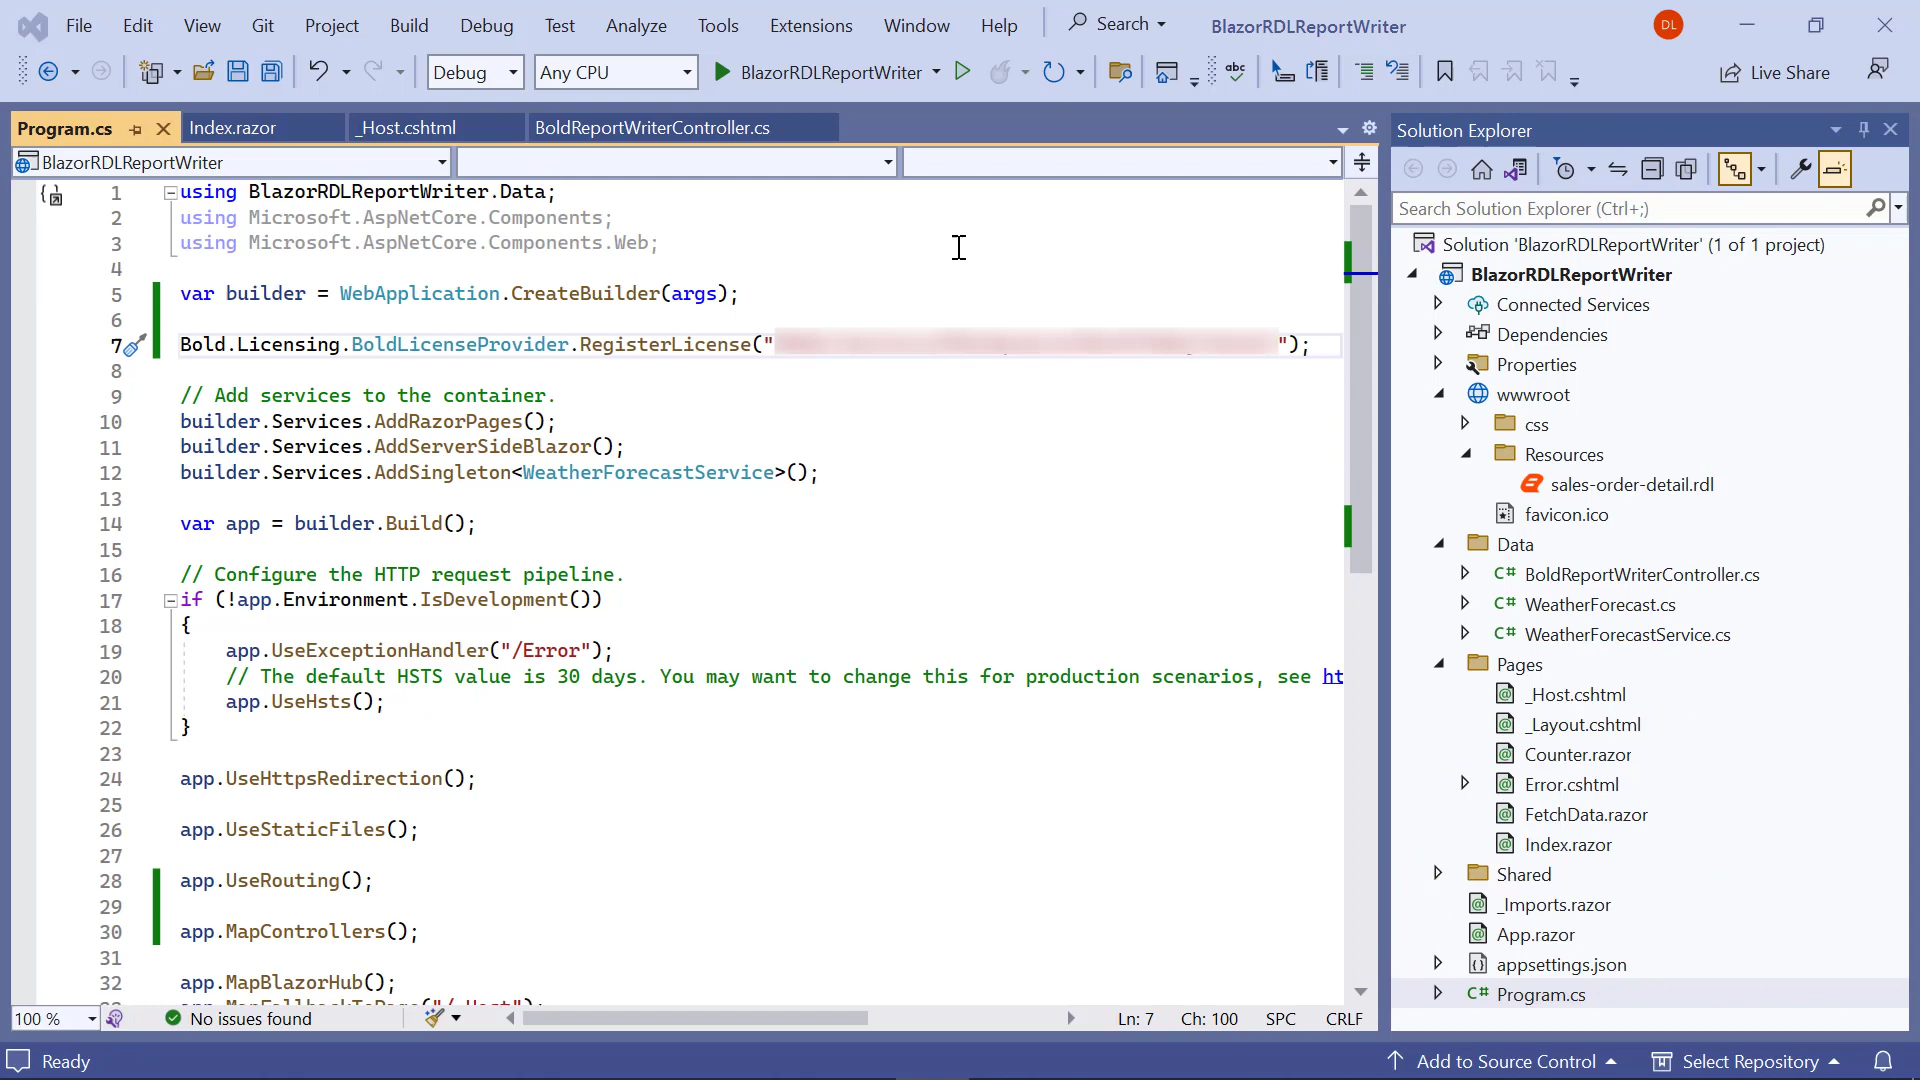 File Edit View Git Project Build Debug Test Analyze Tools Extensions Window Help Search BlazorRDLReportWriter DL
Debug Any CPU BlazorRDLReportWriter abc Live Share
Program.cs Index.razor _Host.cshtml BoldReportWriterController.cs
BlazorRDLReportWriter
1 using BlazorRDLReportWriter.Data;
2 using Microsoft.AspNetCore.Components;
3 using Microsoft.AspNetCore.Components.Web;
4
5 var builder = WebApplication.CreateBuilder(args);
6
7 Bold.Licensing.BoldLicenseProvider.RegisterLicense(" ");
8
9 // Add services to the container.
10 builder.Services.AddRazorPages();
11 builder.Services.AddServerSideBlazor();
12 builder.Services.AddSingleton<WeatherForecastService>();
13
14 var app = builder.Build();
15
16 // Configure the HTTP request pipeline.
17 if (!app.Environment.IsDevelopment())
18 {
19 app.UseExceptionHandler("/Error");
20 // The default HSTS value is 30 days. You may want to change this for production scenarios, see ht
21 app.UseHsts();
22 }
23
24 app.UseHttpsRedirection();
25
26 app.UseStaticFiles();
27
28 app.UseRouting();
29
30 app.MapControllers();
31
32 app.MapBlazorHub();
100 % No issues found Ln: 7 Ch: 100 SPC CRLF
Solution Explorer
Search Solution Explorer (Ctrl+;)
Solution 'BlazorRDLReportWriter' (1 of 1 project)
BlazorRDLReportWriter
Connected Services
Dependencies
Properties
wwwroot
css
Resources
sales-order-detail.rdl
favicon.ico
Data
C# BoldReportWriterController.cs
C# WeatherForecast.cs
C# WeatherForecastService.cs
Pages
_Host.cshtml
_Layout.cshtml
Counter.razor
Error.cshtml
FetchData.razor
Index.razor
Shared
_Imports.razor
App.razor
appsettings.json
C# Program.cs
Ready Add to Source Control Select Repository